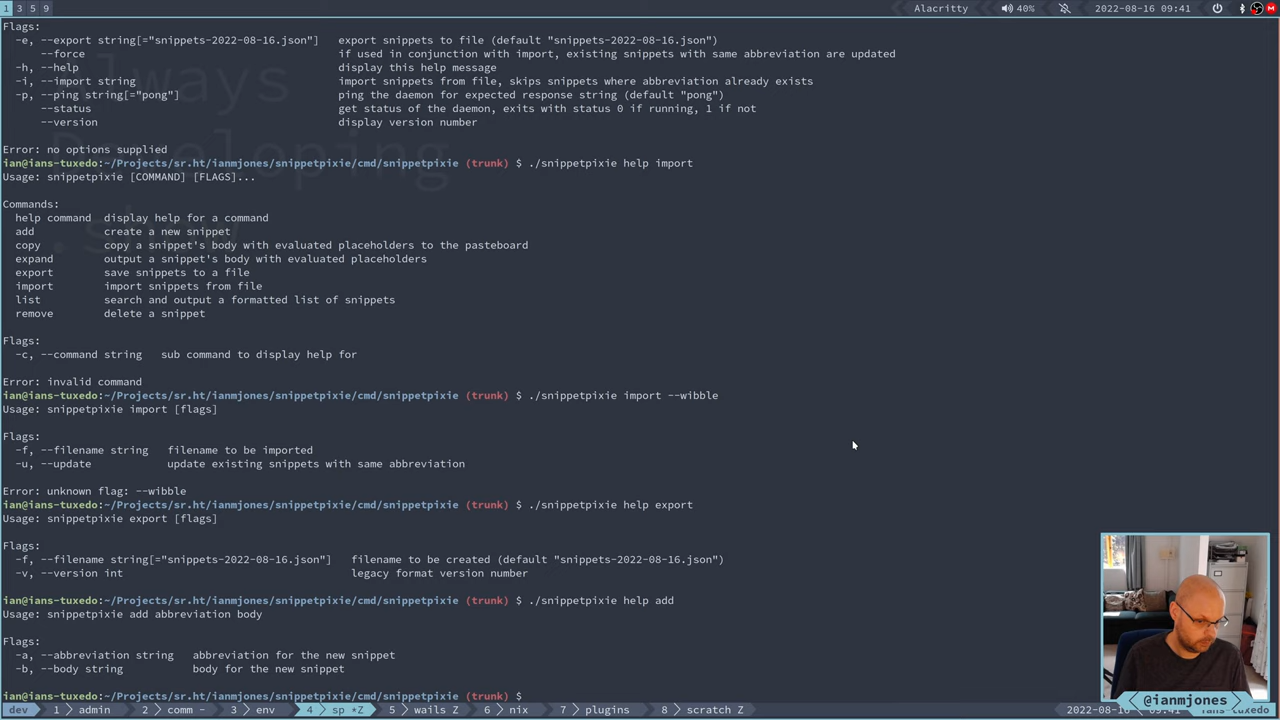 1 3 5 9 Alacritty 40% 2022-08-16 09:41
Flags:
-e, --export string[="snippets-2022-08-16.json"] export snippets to file (default "snippets-2022-08-16.json")
--force if used in conjunction with import, existing snippets with same abbreviation are updated
-h, --help display this help message
-i, --import string import snippets from file, skips snippets where abbreviation already exists
-p, --ping string[="pong"] ping the daemon for expected response string (default "pong")
--status get status of the daemon, exits with status 0 if running, 1 if not
--version display version number
Error: no options supplied
ian@ians-tuxedo:~/Projects/sr.ht/ianmjones/snippetpixie/cmd/snippetpixie (trunk) $ ./snippetpixie help import
Usage: snippetpixie [COMMAND] [FLAGS]...
Commands:
help command display help for a command
add create a new snippet
copy copy a snippet's body with evaluated placeholders to the pasteboard
expand output a snippet's body with evaluated placeholders
export save snippets to a file
import import snippets from file
list search and output a formatted list of snippets
remove delete a snippet
Flags:
-c, --command string sub command to display help for
Error: invalid command
ian@ians-tuxedo:~/Projects/sr.ht/ianmjones/snippetpixie/cmd/snippetpixie (trunk) $ ./snippetpixie import --wibble
Usage: snippetpixie import [flags]
Flags:
-f, --filename string filename to be imported
-u, --update update existing snippets with same abbreviation
Error: unknown flag: --wibble
ian@ians-tuxedo:~/Projects/sr.ht/ianmjones/snippetpixie/cmd/snippetpixie (trunk) $ ./snippetpixie help export
Usage: snippetpixie export [flags]
Flags:
-f, --filename string[="snippets-2022-08-16.json"] filename to be created (default "snippets-2022-08-16.json")
-v, --version int legacy format version number
ian@ians-tuxedo:~/Projects/sr.ht/ianmjones/snippetpixie/cmd/snippetpixie (trunk) $ ./snippetpixie help add
Usage: snippetpixie add abbreviation body
Flags:
-a, --abbreviation string abbreviation for the new snippet
-b, --body string body for the new snippet
ian@ians-tuxedo:~/Projects/sr.ht/ianmjones/snippetpixie/cmd/snippetpixie (trunk) $
dev 1 admin 2 comm - 3 env 4 sp *Z 5 wails Z 6 nix 7 plugins 8 scratch Z 2022-08-16
@ianmjones